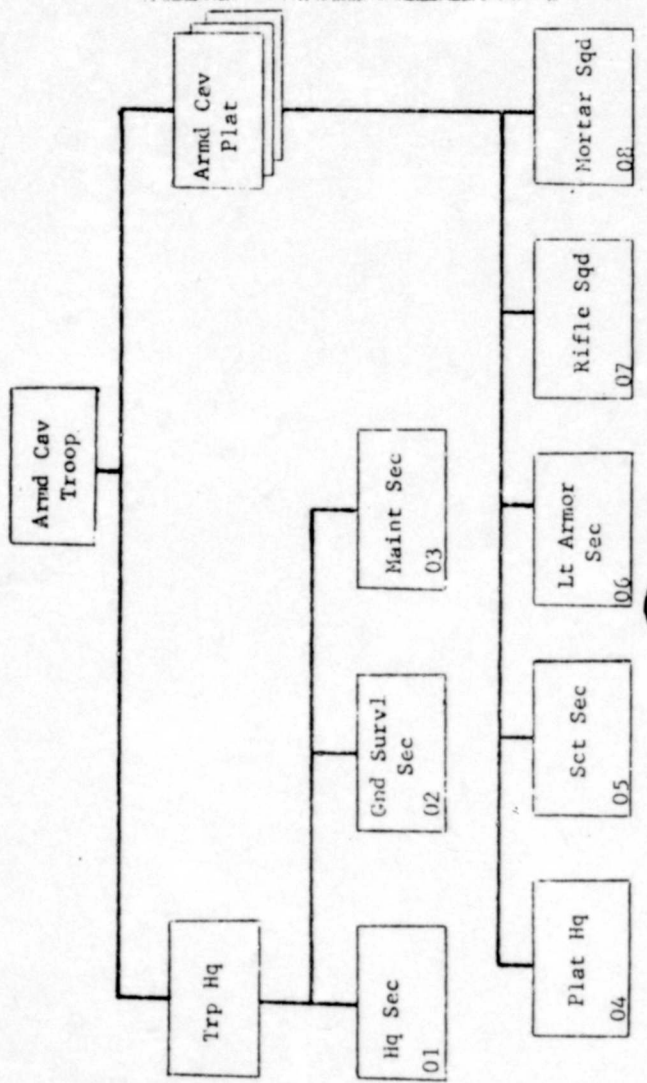 Armd Cav
Troop
Trp Hq
Armd Cav
Plat
Hq Sec
01
Gnd Survl
Sec
02
Maint Sec
03
Plat Hq
04
Sct Sec
05
Lt Armor
Sec
06
Rifle Sqd
07
Mortar Sqd
08